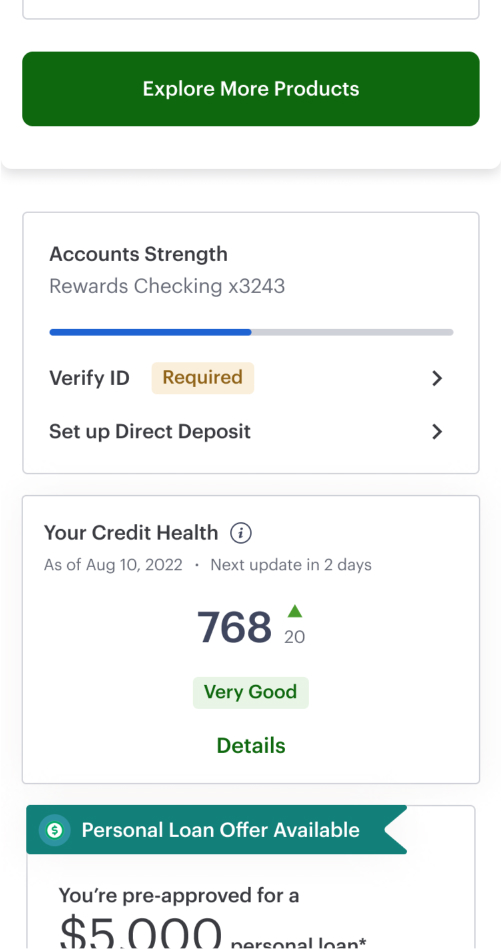 Explore More Products
Accounts Strength
Rewards Checking x3243
Verify ID Required
Set up Direct Deposit
Your Credit Health i
As of Aug 10, 2022 · Next update in 2 days
768 ▲ 20
Very Good
Details
$ Personal Loan Offer Available
You’re pre-approved for a
$5,000 personal loan*